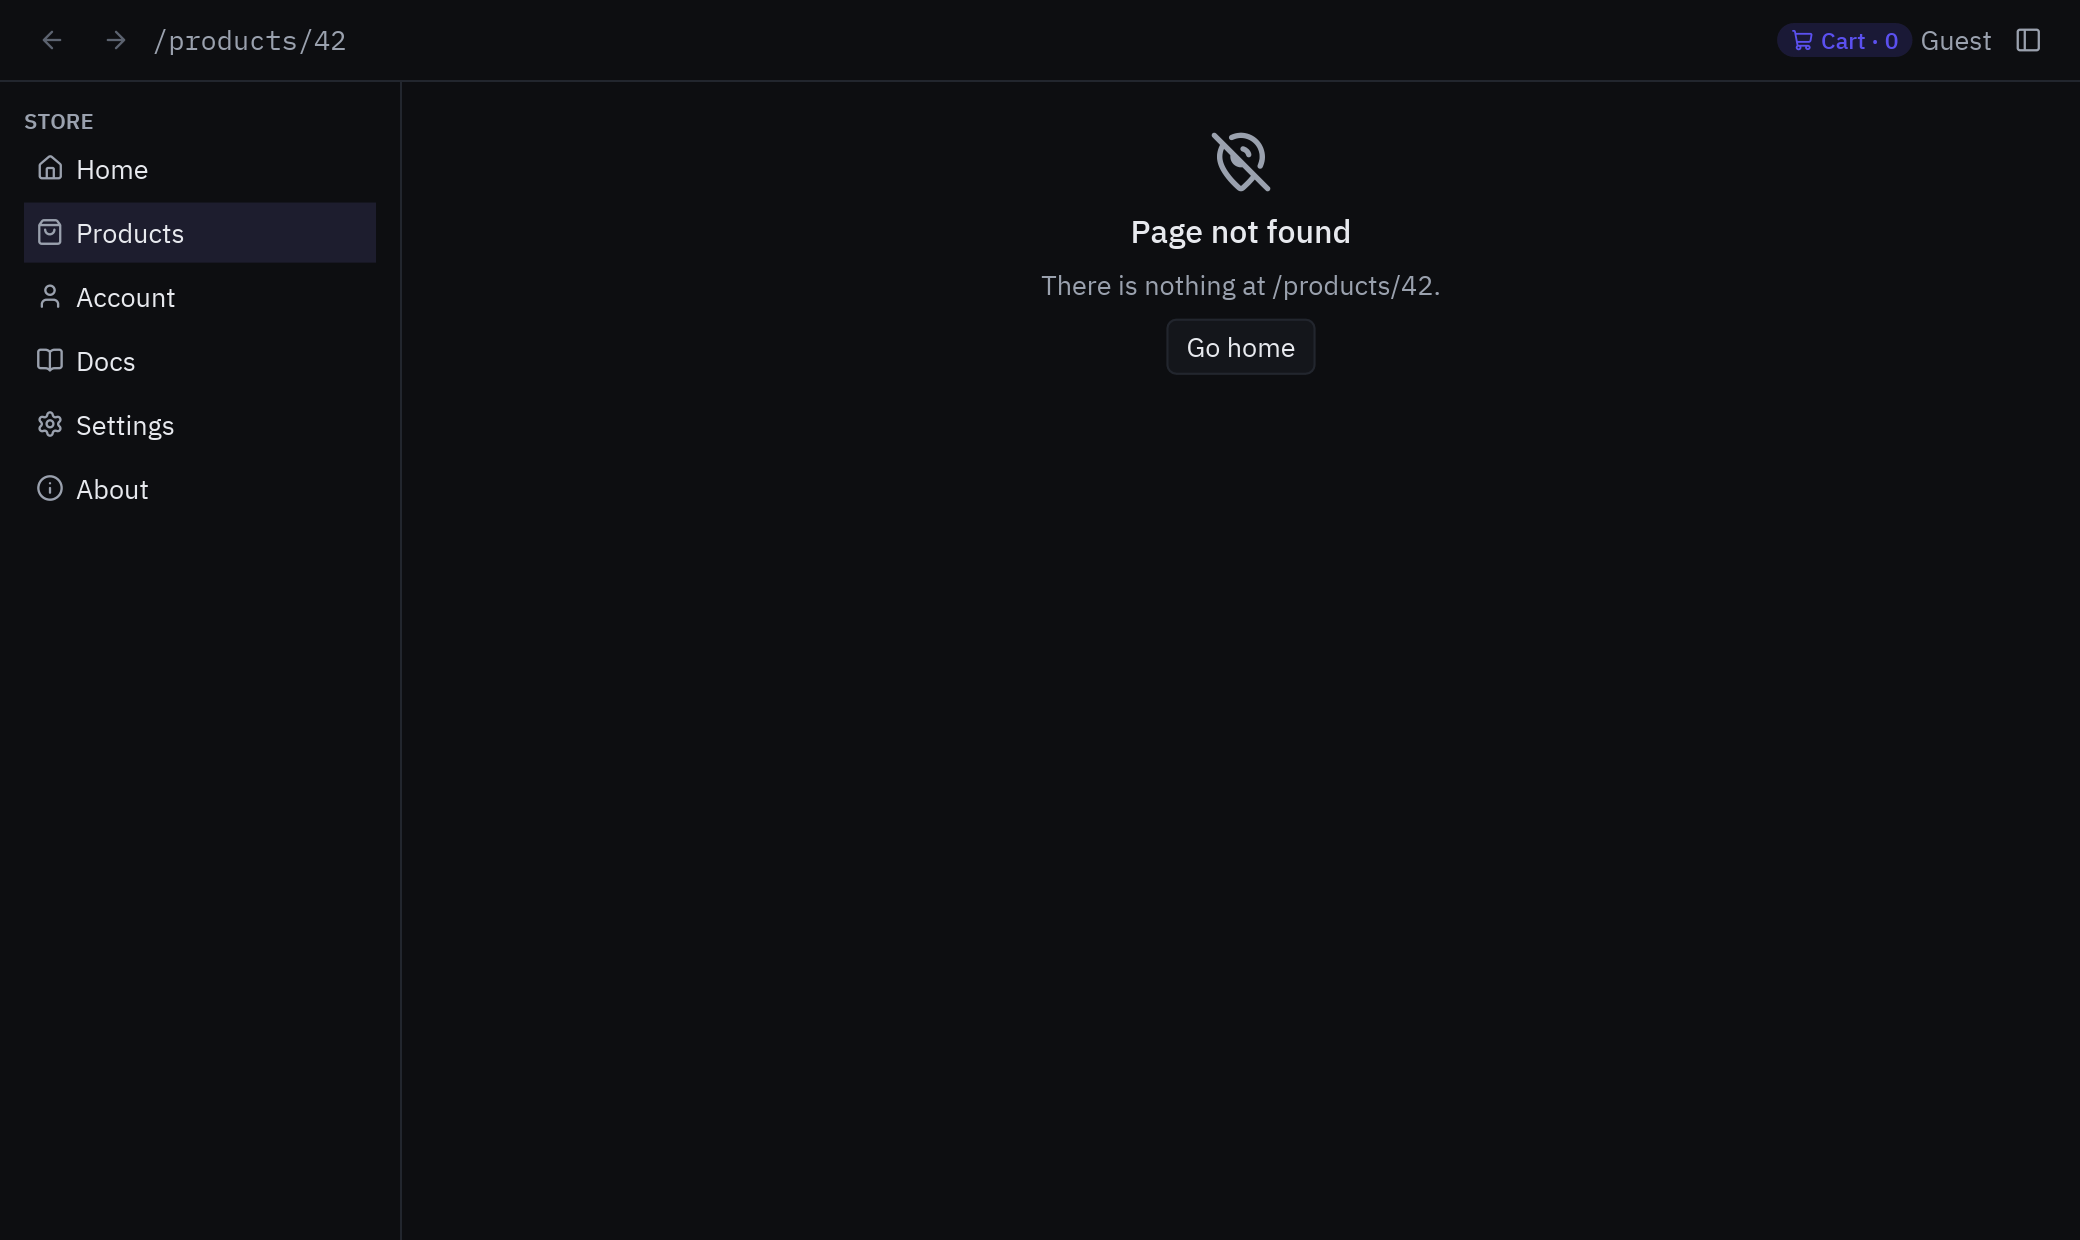 /products/42
Cart · 0
Guest
STORE
Home
Products
Account
Docs
Settings
About
Page not found
There is nothing at /products/42.
Go home